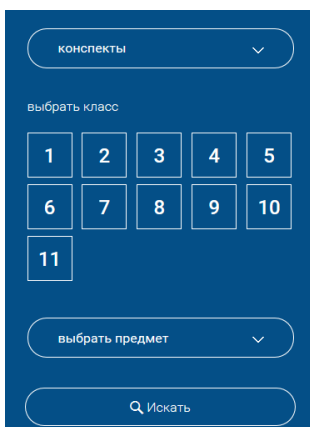 конспекты
выбрать класс
1 2 3 4 5
6 7 8 9 10
11
выбрать предмет
Искать